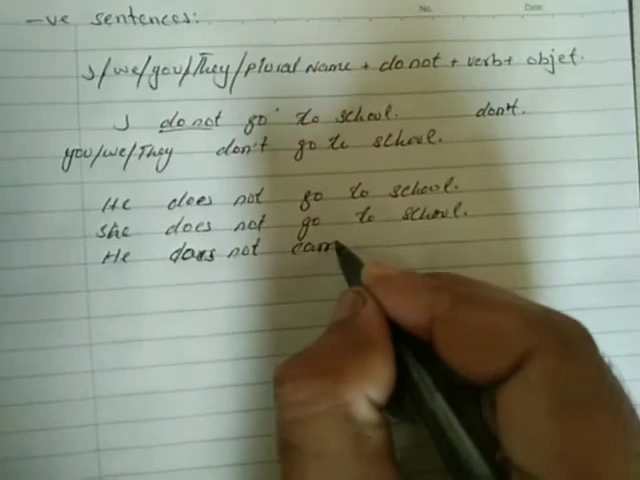 No. Date
-ve sentences:
I/we/you/They/plural Name + do not + verb + objet.
I do not go to school. don't.
you/we/They don't go to school.
He does not go to school.
She does not go to school.
He does not